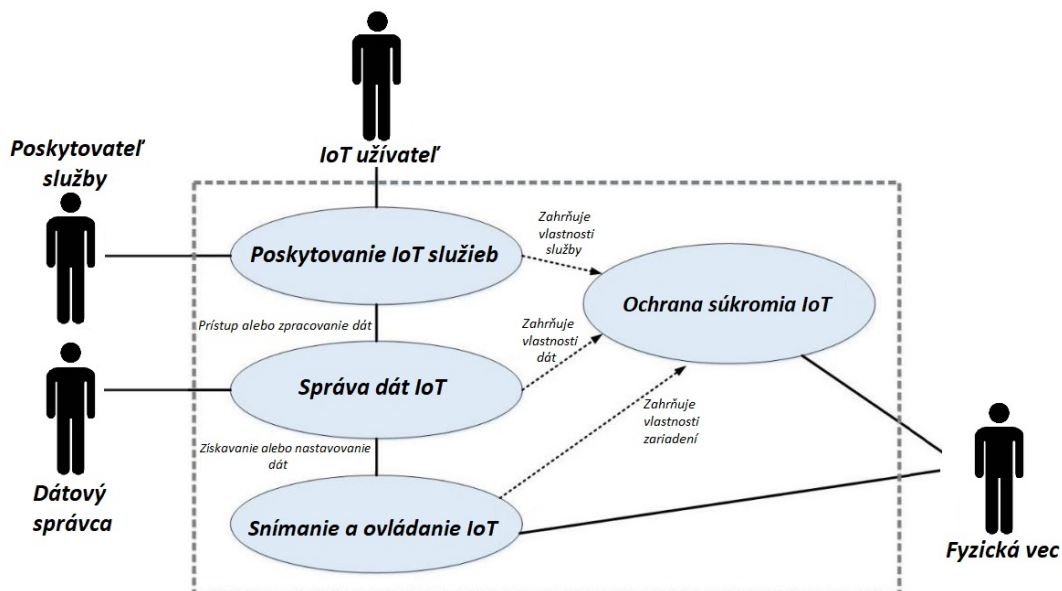 IoT užívateľ
Poskytovateľ
služby
Poskytovanie IoT služieb
Zahrňuje
vlastnosti
služby
Ochrana súkromia IoT
Prístup alebo zpracovanie dát
Zahrňuje
vlastnosti
dát
Správa dát IoT
Zahrňuje
vlastnosti
zariadení
Získavanie alebo nastavovanie
dát
Dátový
správca
Snímanie a ovládanie IoT
Fyzická vec